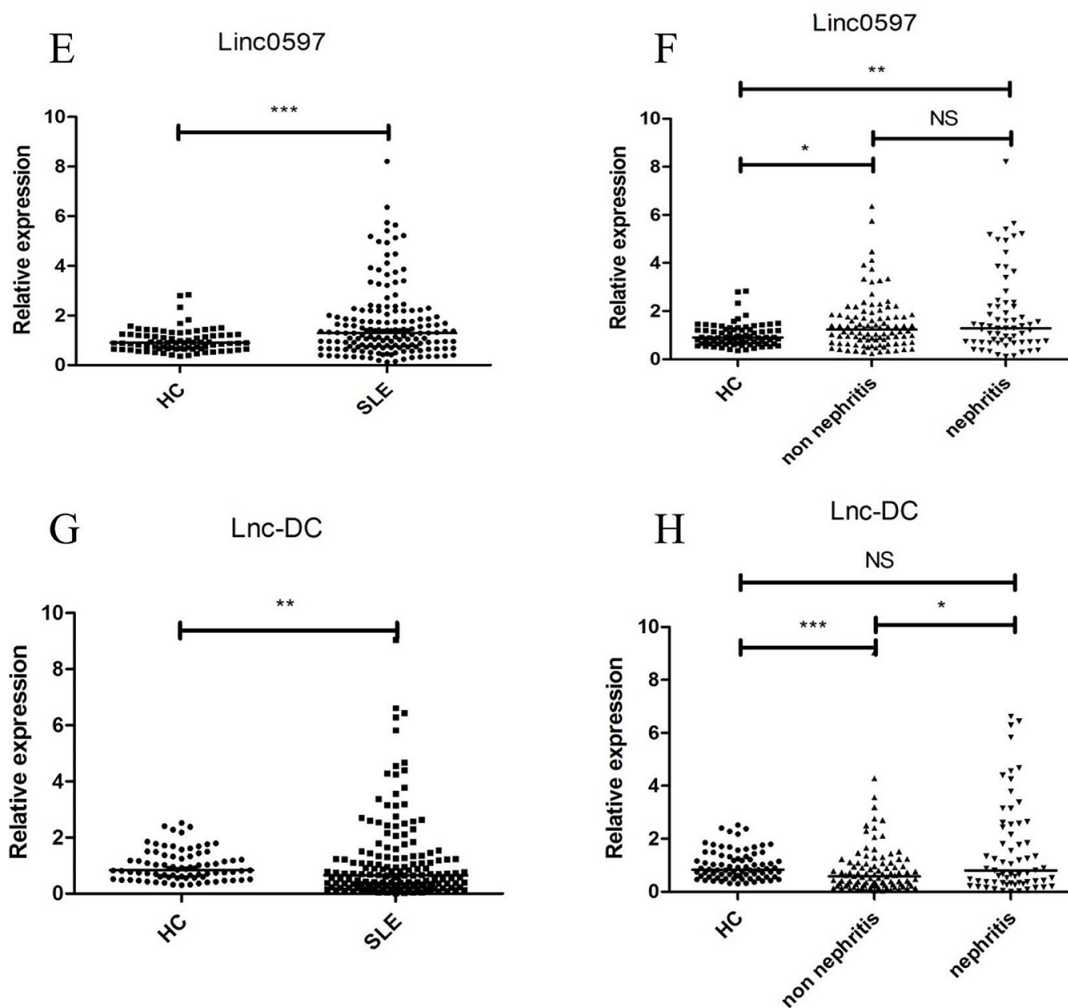 E
Linc0597
***
Relative expression
10
8
6
4
2
0
HC
SLE
F
Linc0597
**
NS
*
Relative expression
10
8
6
4
2
0
HC
non nephritis
nephritis
G
Lnc-DC
**
Relative expression
10
8
6
4
2
0
HC
SLE
H
Lnc-DC
NS
***
*
Relative expression
10
8
6
4
2
0
HC
non nephritis
nephritis